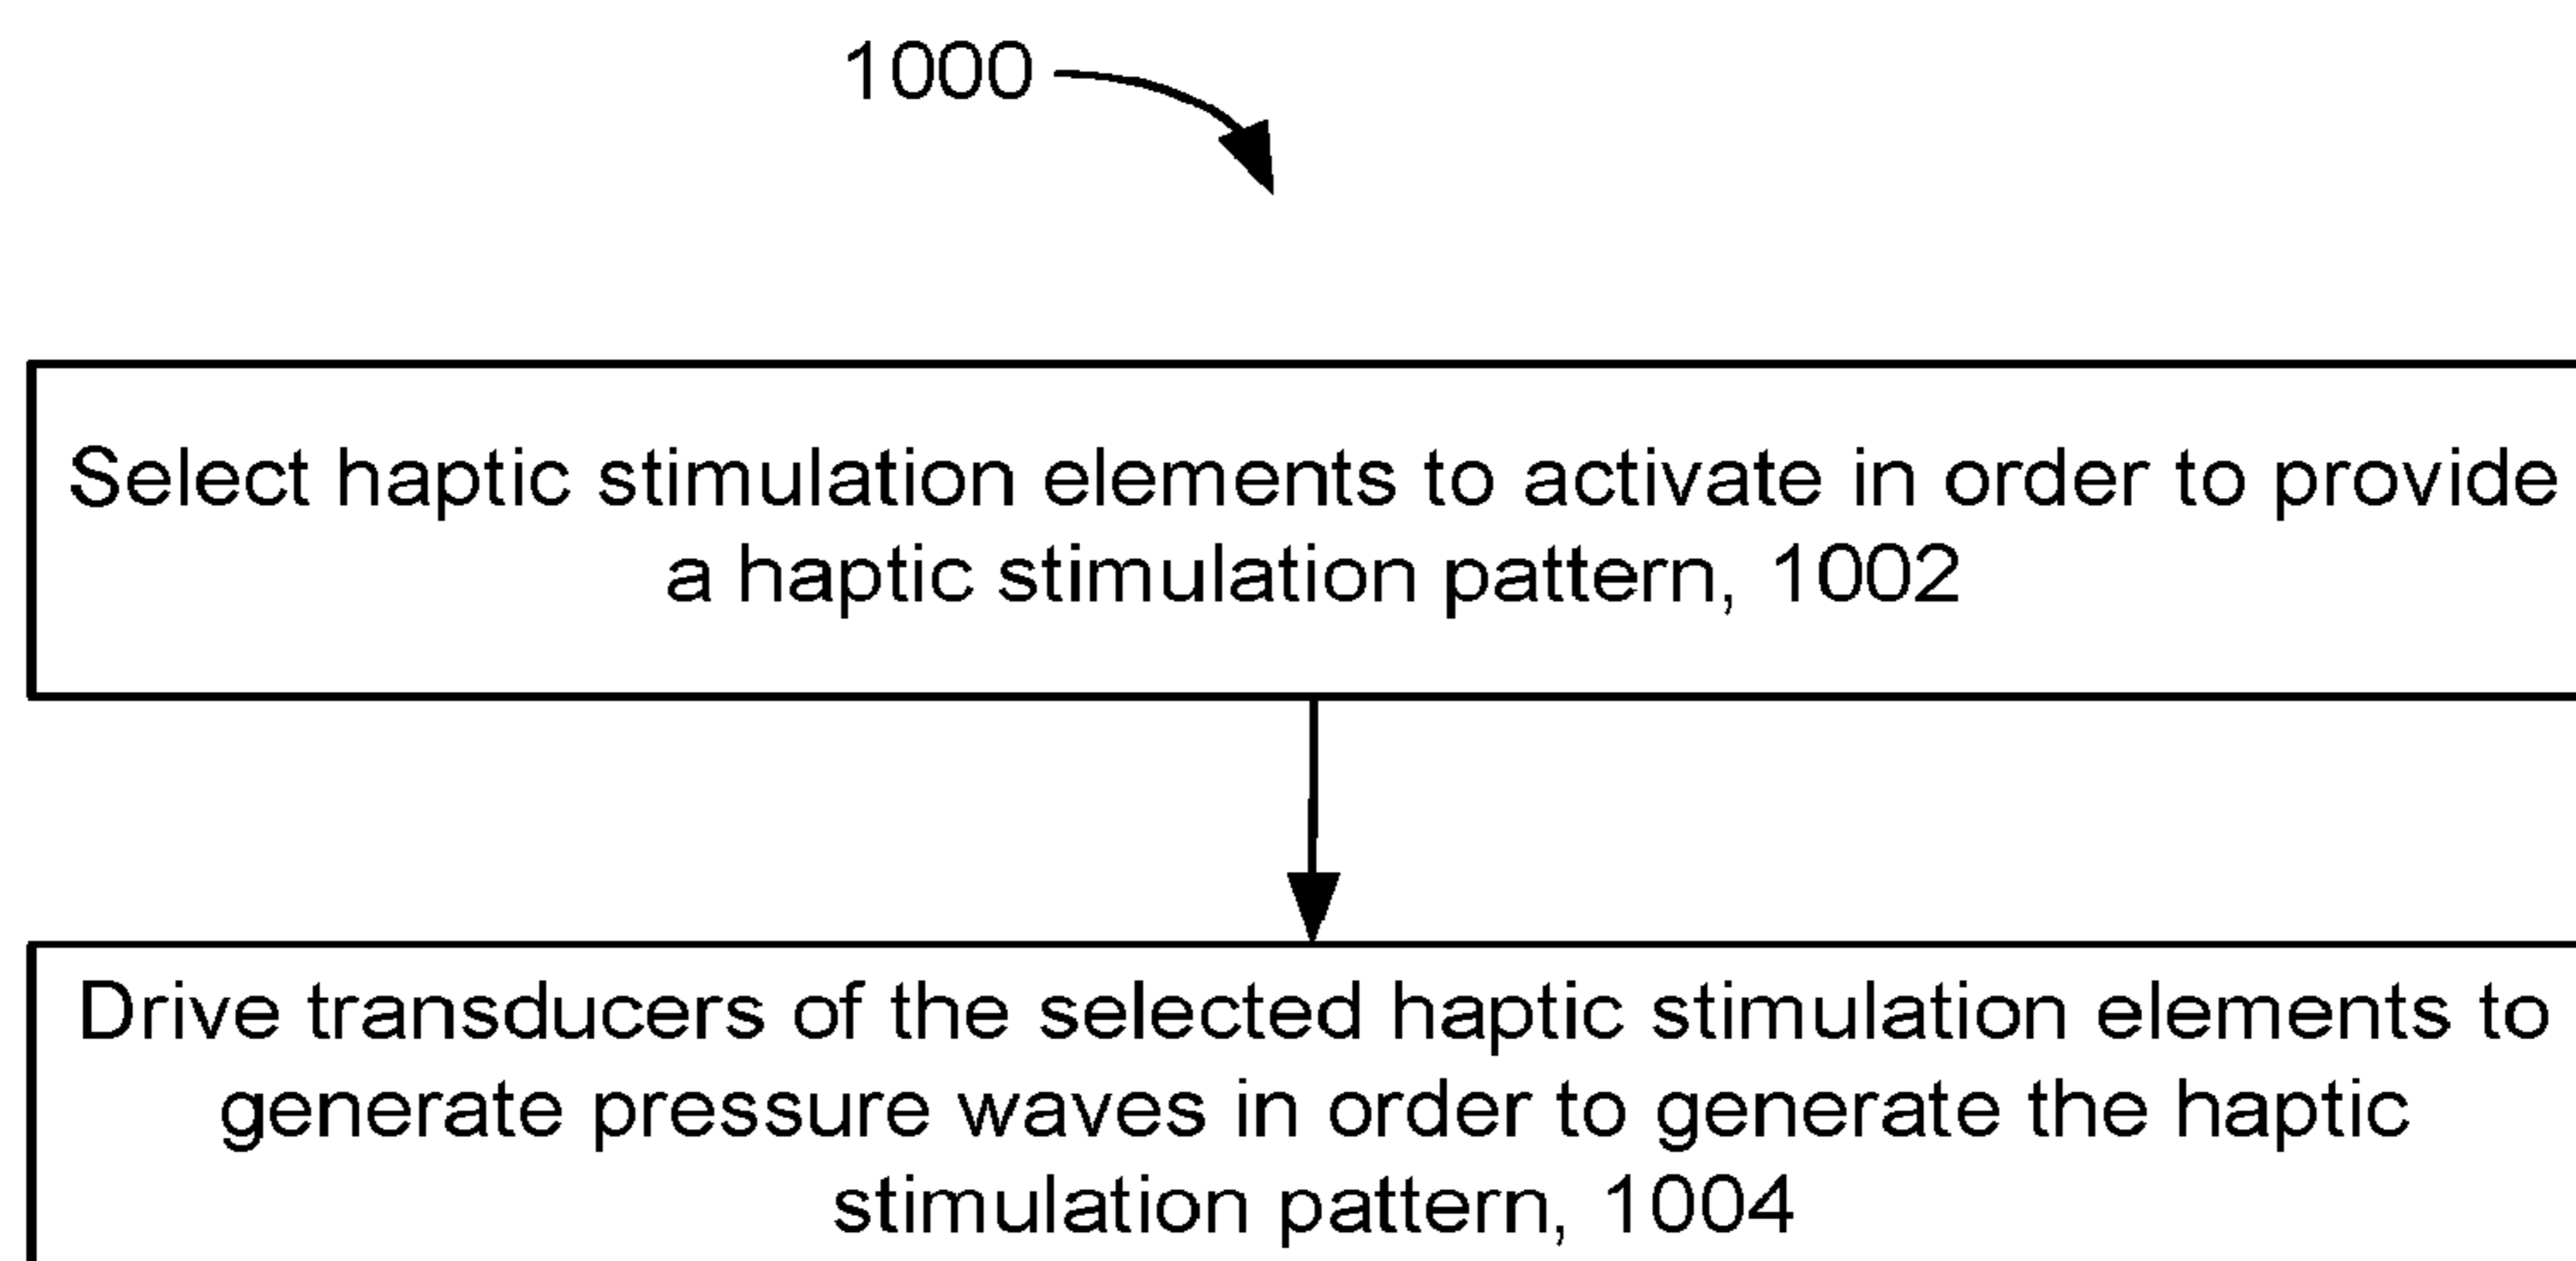 1000
Select haptic stimulation elements to activate in order to provide
a haptic stimulation pattern, 1002
Drive transducers of the selected haptic stimulation elements to
generate pressure waves in order to generate the haptic
stimulation pattern, 1004